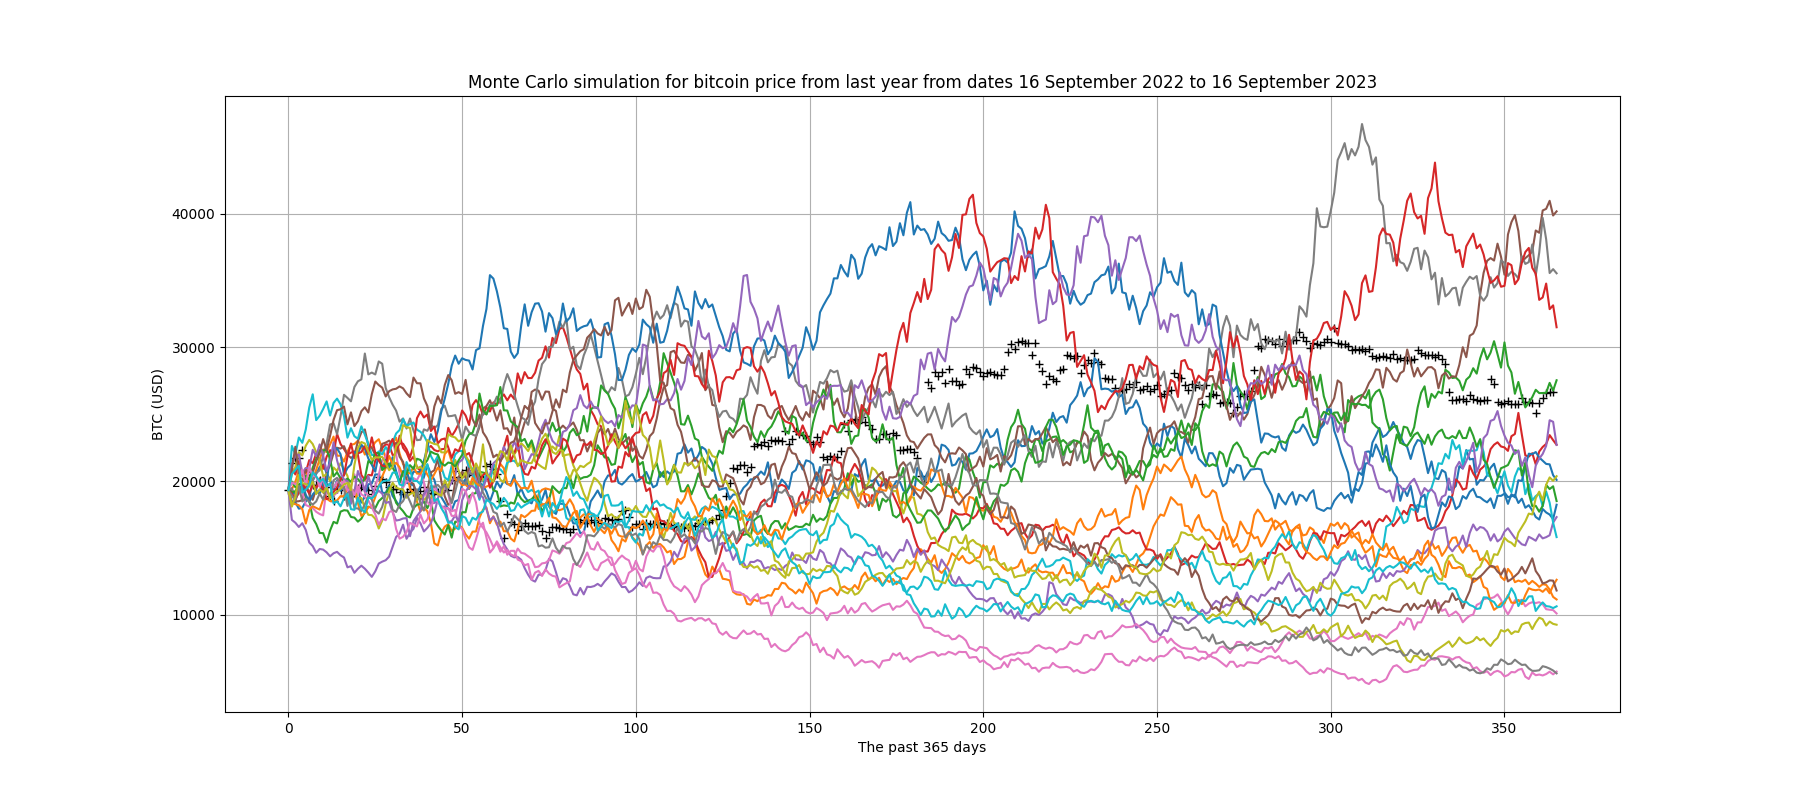 Monte Carlo simulation for bitcoin price from last year from dates 16 September 2022 to 16 September 2023
40000
30000
20000
10000
BTC (USD)
0 50 100 150 200 250 300 350
The past 365 days